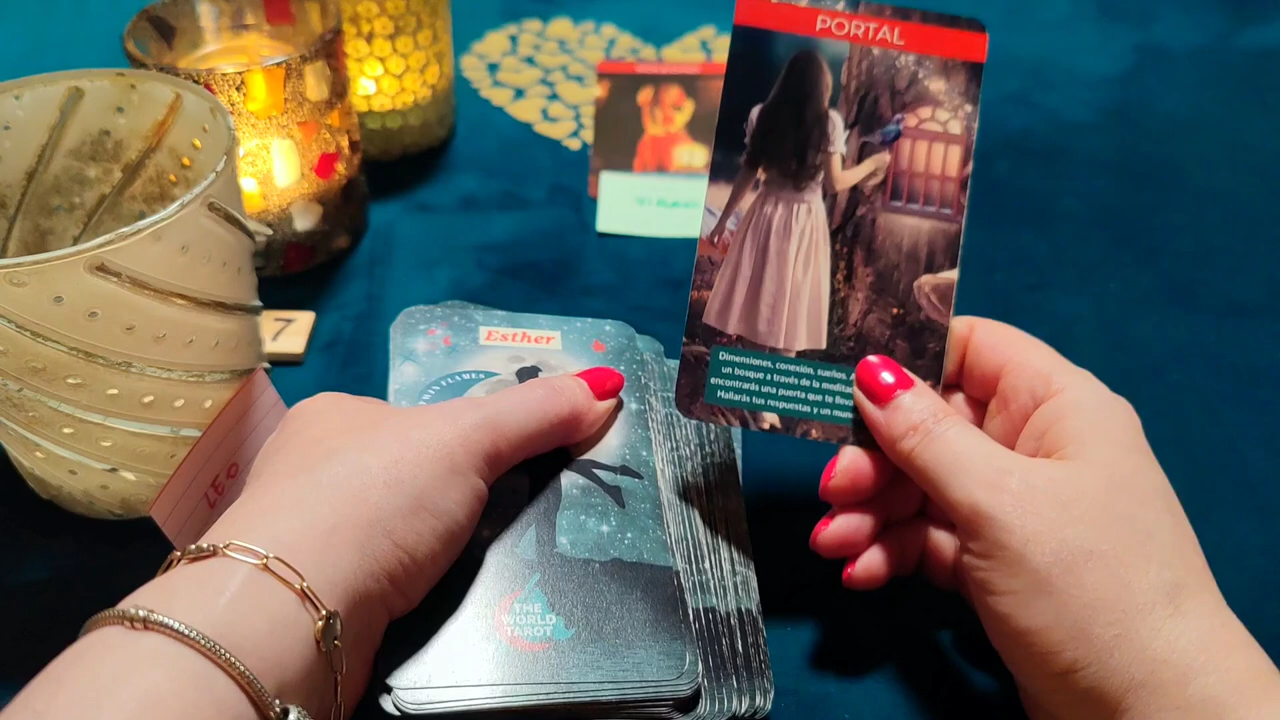 PORTAL
Dimensiones, conexión, sueños. A
un bosque a través de la medita
encontrarás una puerta que te lleva
Hallarás tus respuestas y un mun
7
Esther
FLAMES
LEO
THE
WORLD
TAROT